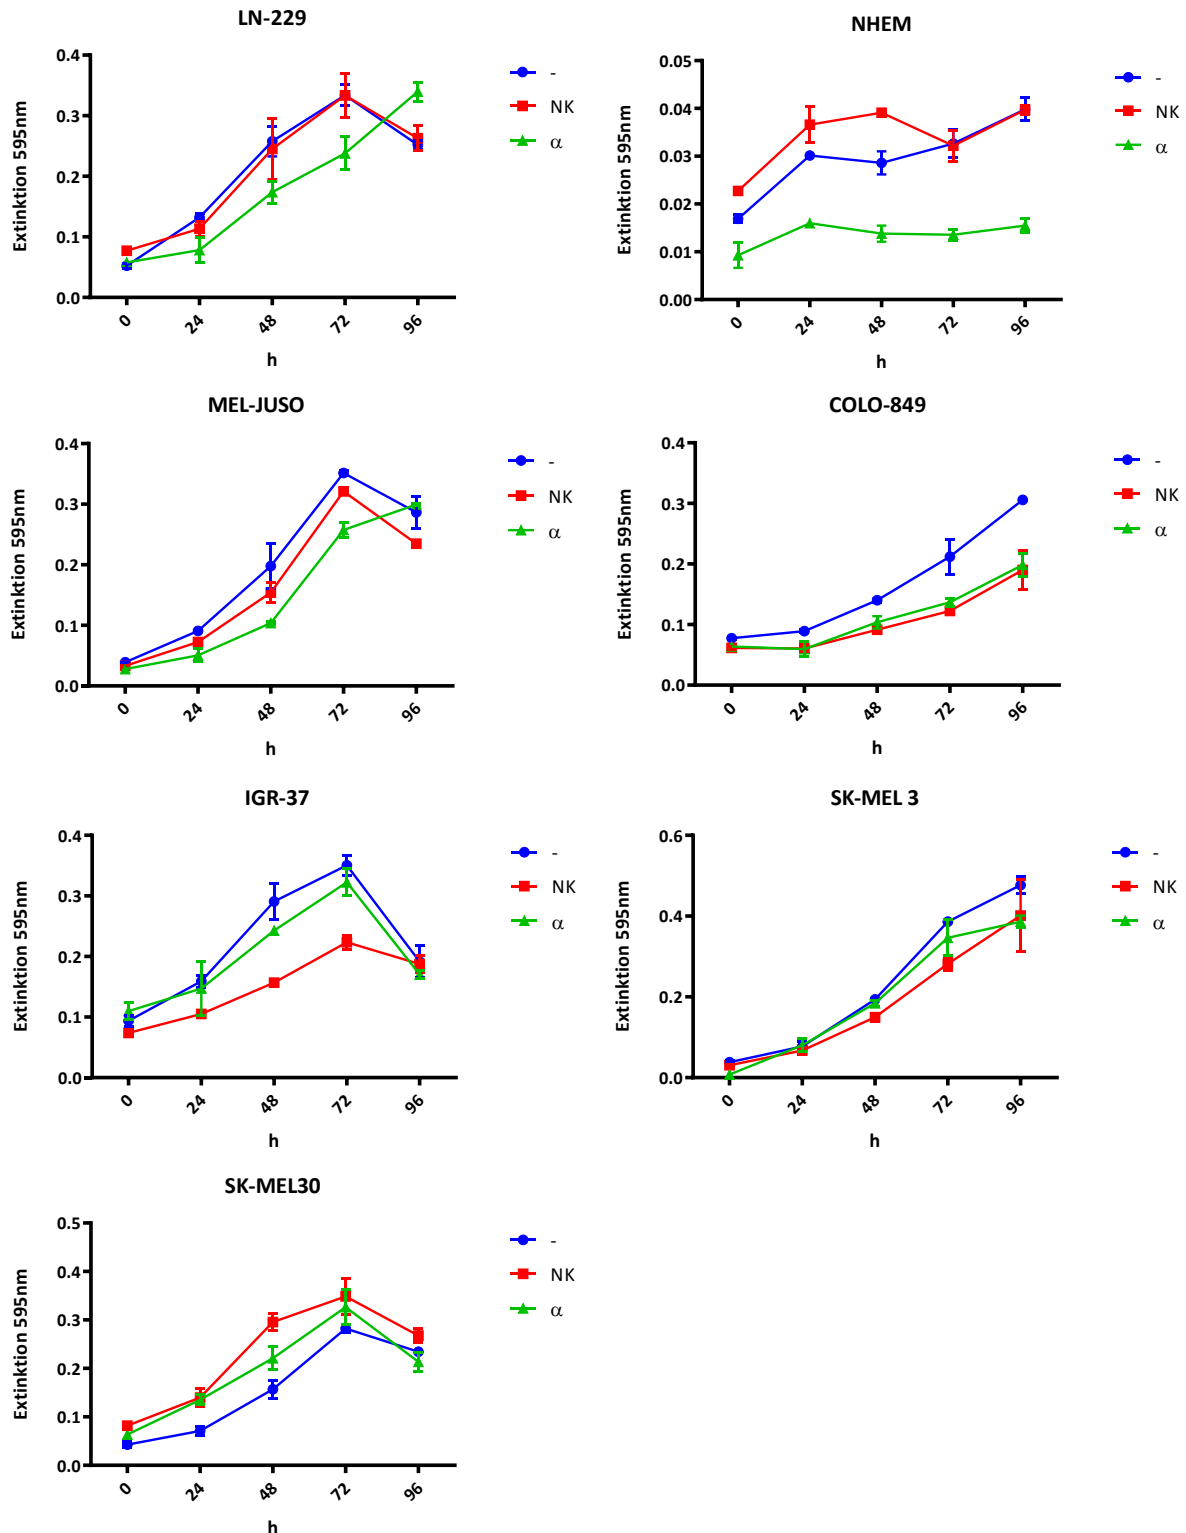 LN-229
Extinktion 595nm
0.4
0.3
0.2
0.1
0.0
0
24
48
72
96
h
-
NK
α
NHEM
Extinktion 595nm
0.05
0.04
0.03
0.02
0.01
0.00
0
24
48
72
96
h
-
NK
α
MEL-JUSO
Extinktion 595nm
0.4
0.3
0.2
0.1
0.0
0
24
48
72
96
h
-
NK
α
COLO-849
Extinktion 595nm
0.4
0.3
0.2
0.1
0.0
0
24
48
72
96
h
-
NK
α
IGR-37
Extinktion 595nm
0.4
0.3
0.2
0.1
0.0
0
24
48
72
96
h
-
NK
α
SK-MEL 3
Extinktion 595nm
0.6
0.4
0.2
0.0
0
24
48
72
96
h
-
NK
α
SK-MEL30
Extinktion 595nm
0.5
0.4
0.3
0.2
0.1
0.0
0
24
48
72
96
h
-
NK
α